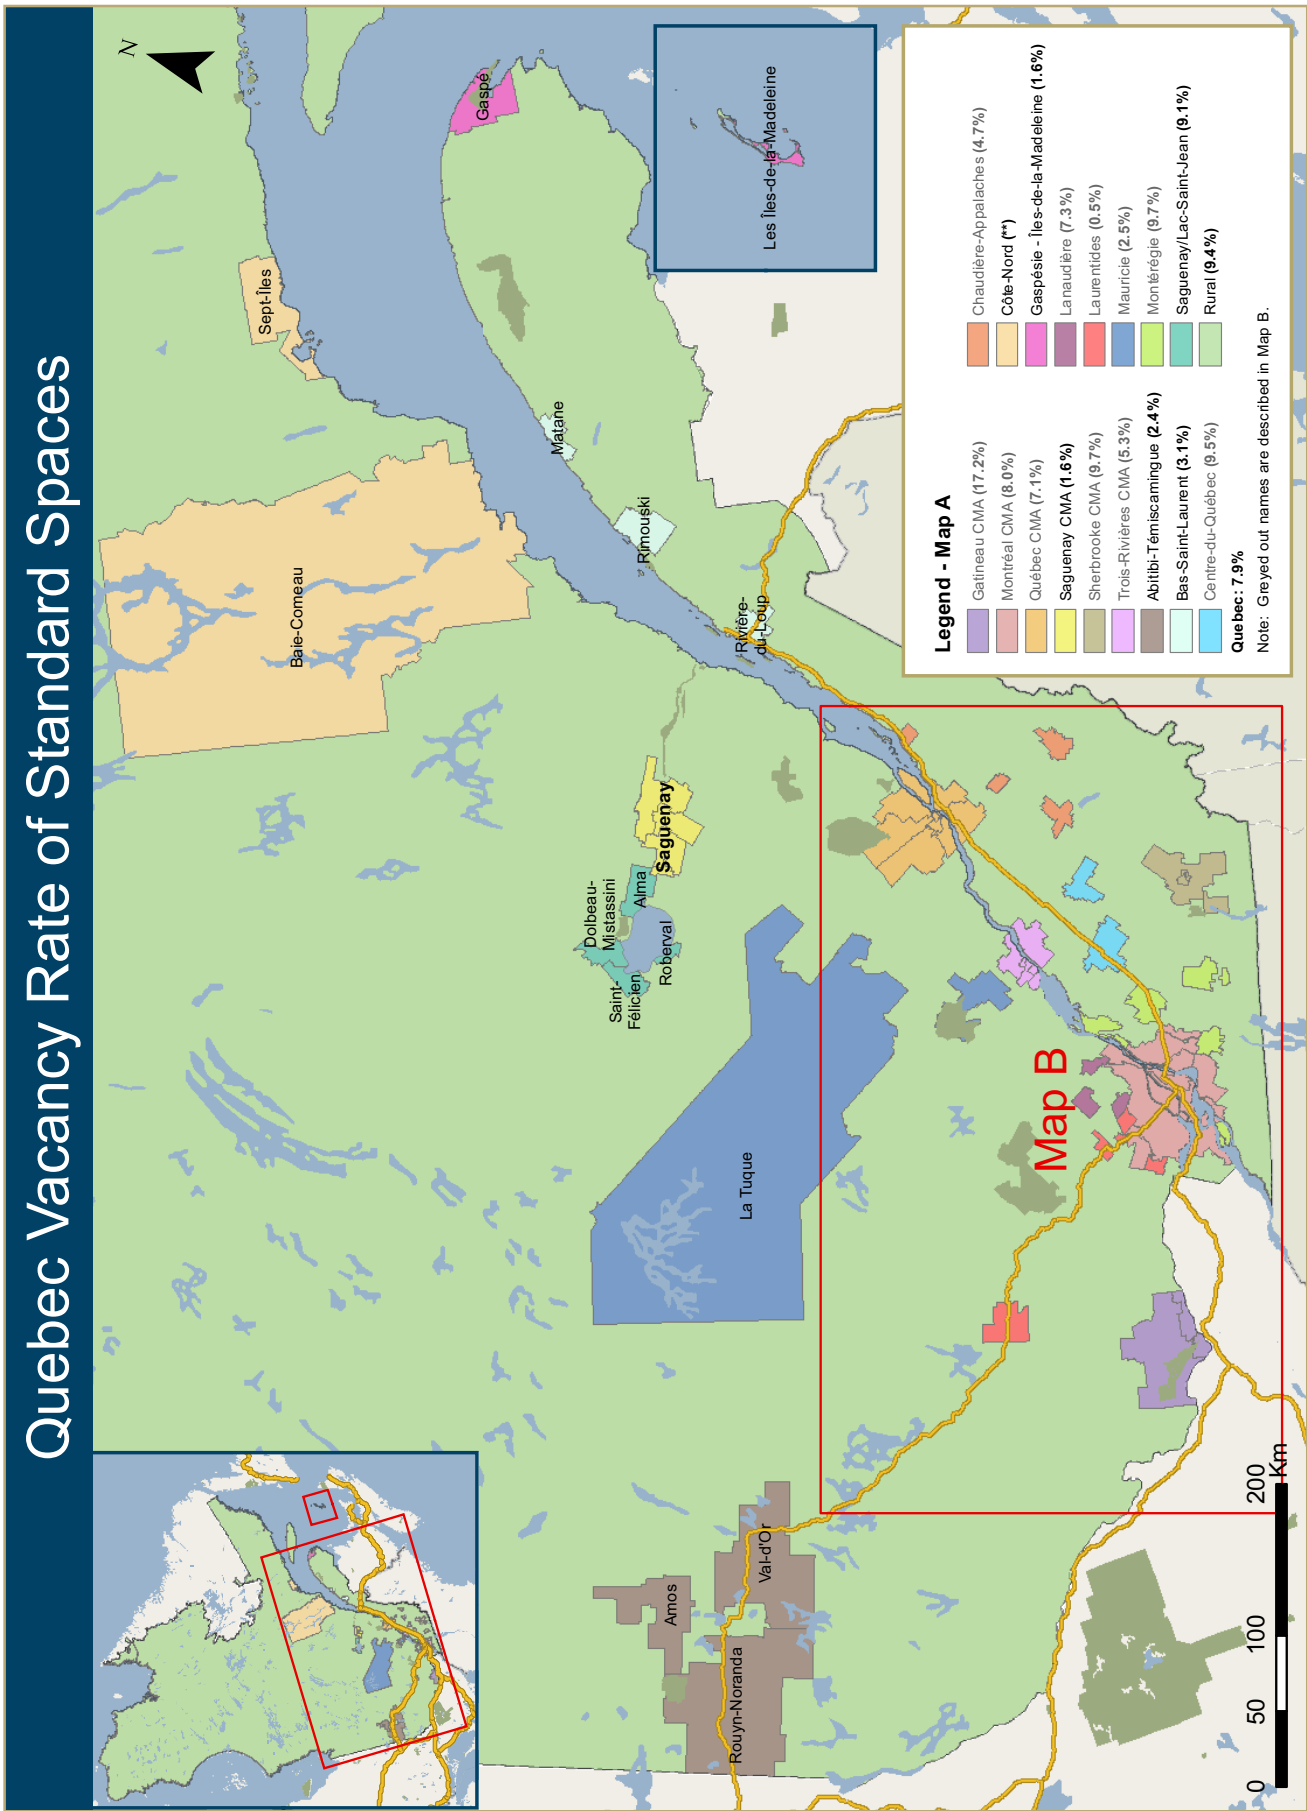 Quebec Vacancy Rate of Standard Spaces
N
Gaspé
Les Îles-de-la-Madeleine
Sept-Îles
Matane
Rimouski
Rivière-
du-Loup
Baie-Comeau
Saguenay
Alma
Dolbeau-
Mistassini
Roberval
Saint-
Félicien
La Tuque
Map B
Amos
Val-d'Or
Rouyn-Noranda
Legend - Map A
Gatineau CMA (17.2%)
Montréal CMA (8.0%)
Québec CMA (7.1%)
Saguenay CMA (1.6%)
Sherbrooke CMA (9.7%)
Trois-Rivières CMA (5.3%)
Abitibi-Témiscamingue (2.4%)
Bas-Saint-Laurent (3.1%)
Centre-du-Québec (9.5%)
Chaudière-Appalaches (4.7%)
Côte-Nord (**)
Gaspésie - Îles-de-la-Madeleine (1.6%)
Lanaudière (7.3%)
Laurentides (0.5%)
Mauricie (2.5%)
Montérégie (9.7%)
Saguenay/Lac-Saint-Jean (9.1%)
Rural (9.4%)
Quebec: 7.9%
Note: Greyed out names are described in Map B.
0 50 100 200
Km